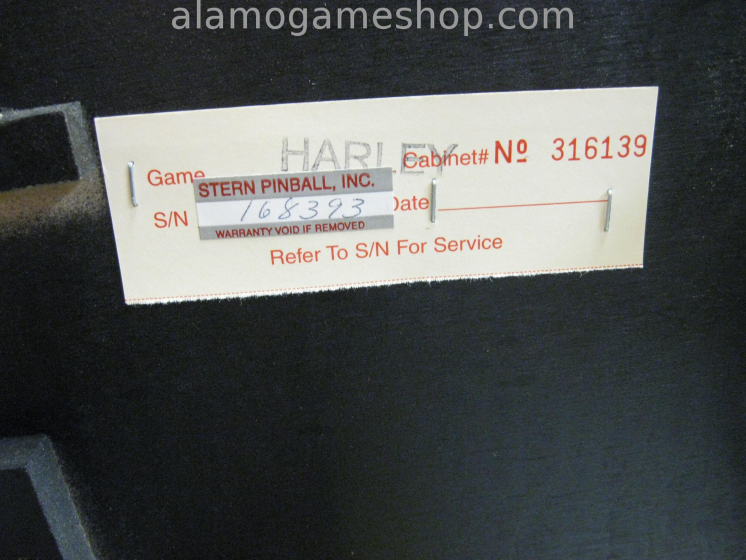 alamogameshop.com
Game HARLEY Cabinet# Nº 316139
STERN PINBALL, INC.
S/N 168393 Date
WARRANTY VOID IF REMOVED
Refer To S/N For Service